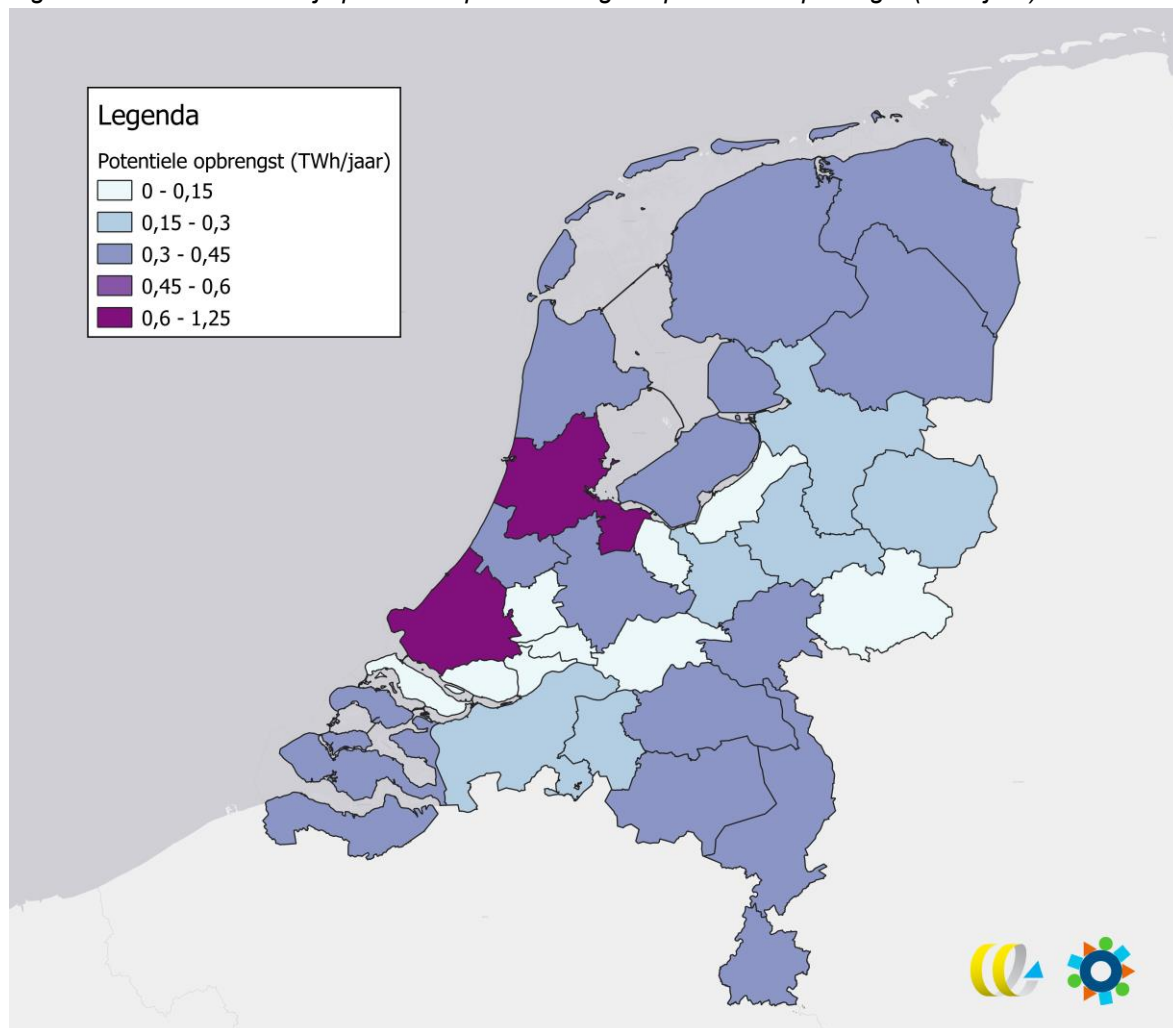 Legenda
Potentiele opbrengst (TWh/jaar)
0 - 0,15
0,15 - 0,3
0,3 - 0,45
0,45 - 0,6
0,6 - 1,25